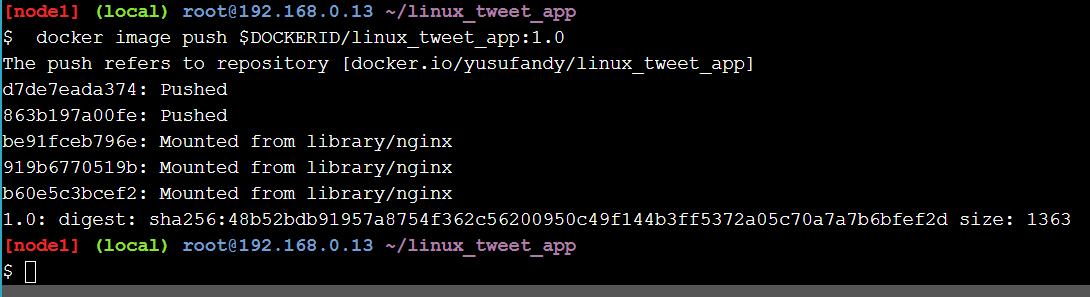 [node1] (local) root@192.168.0.13 ~/linux_tweet_app
$  docker image push $DOCKERID/linux_tweet_app:1.0
The push refers to repository [docker.io/yusufandy/linux_tweet_app]
d7de7eada374: Pushed
863b197a00fe: Pushed
be91fceb796e: Mounted from library/nginx
919b6770519b: Mounted from library/nginx
b60e5c3bcef2: Mounted from library/nginx
1.0: digest: sha256:48b52bdb91957a8754f362c56200950c49f144b3ff5372a05c70a7a7b6bfef2d size: 1363
[node1] (local) root@192.168.0.13 ~/linux_tweet_app
$